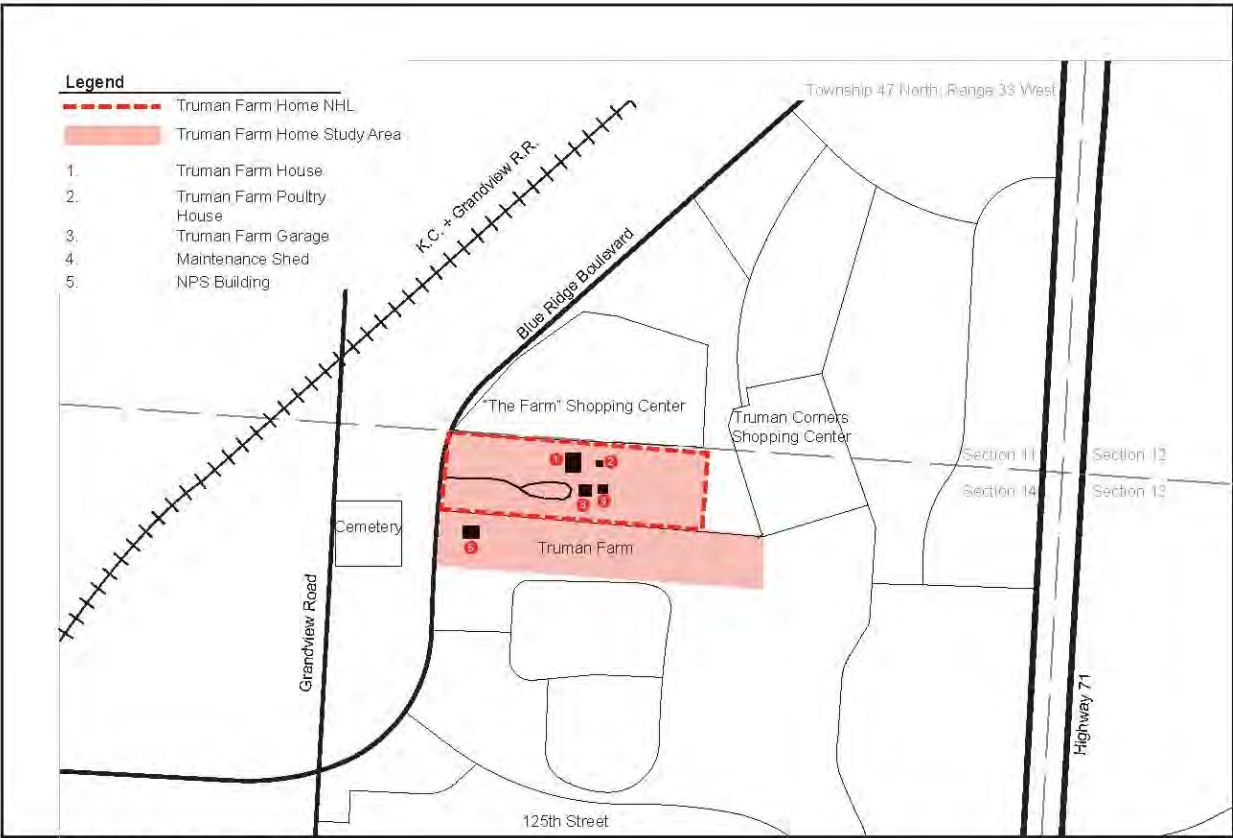 Legend
Truman Farm Home NHL
Truman Farm Home Study Area
1. Truman Farm House
2. Truman Farm Poultry
House
3. Truman Farm Garage
4. Maintenance Shed
5. NPS Building
Township 47 North, Range 33 West
K.C. + Grandview R.R.
Blue Ridge Boulevard
"The Farm" Shopping Center
Truman Corners
Shopping Center
Section 11
Section 12
Section 14
Section 13
1
2
3
4
Cemetery
5
Truman Farm
Grandview Road
Highway 71
125th Street